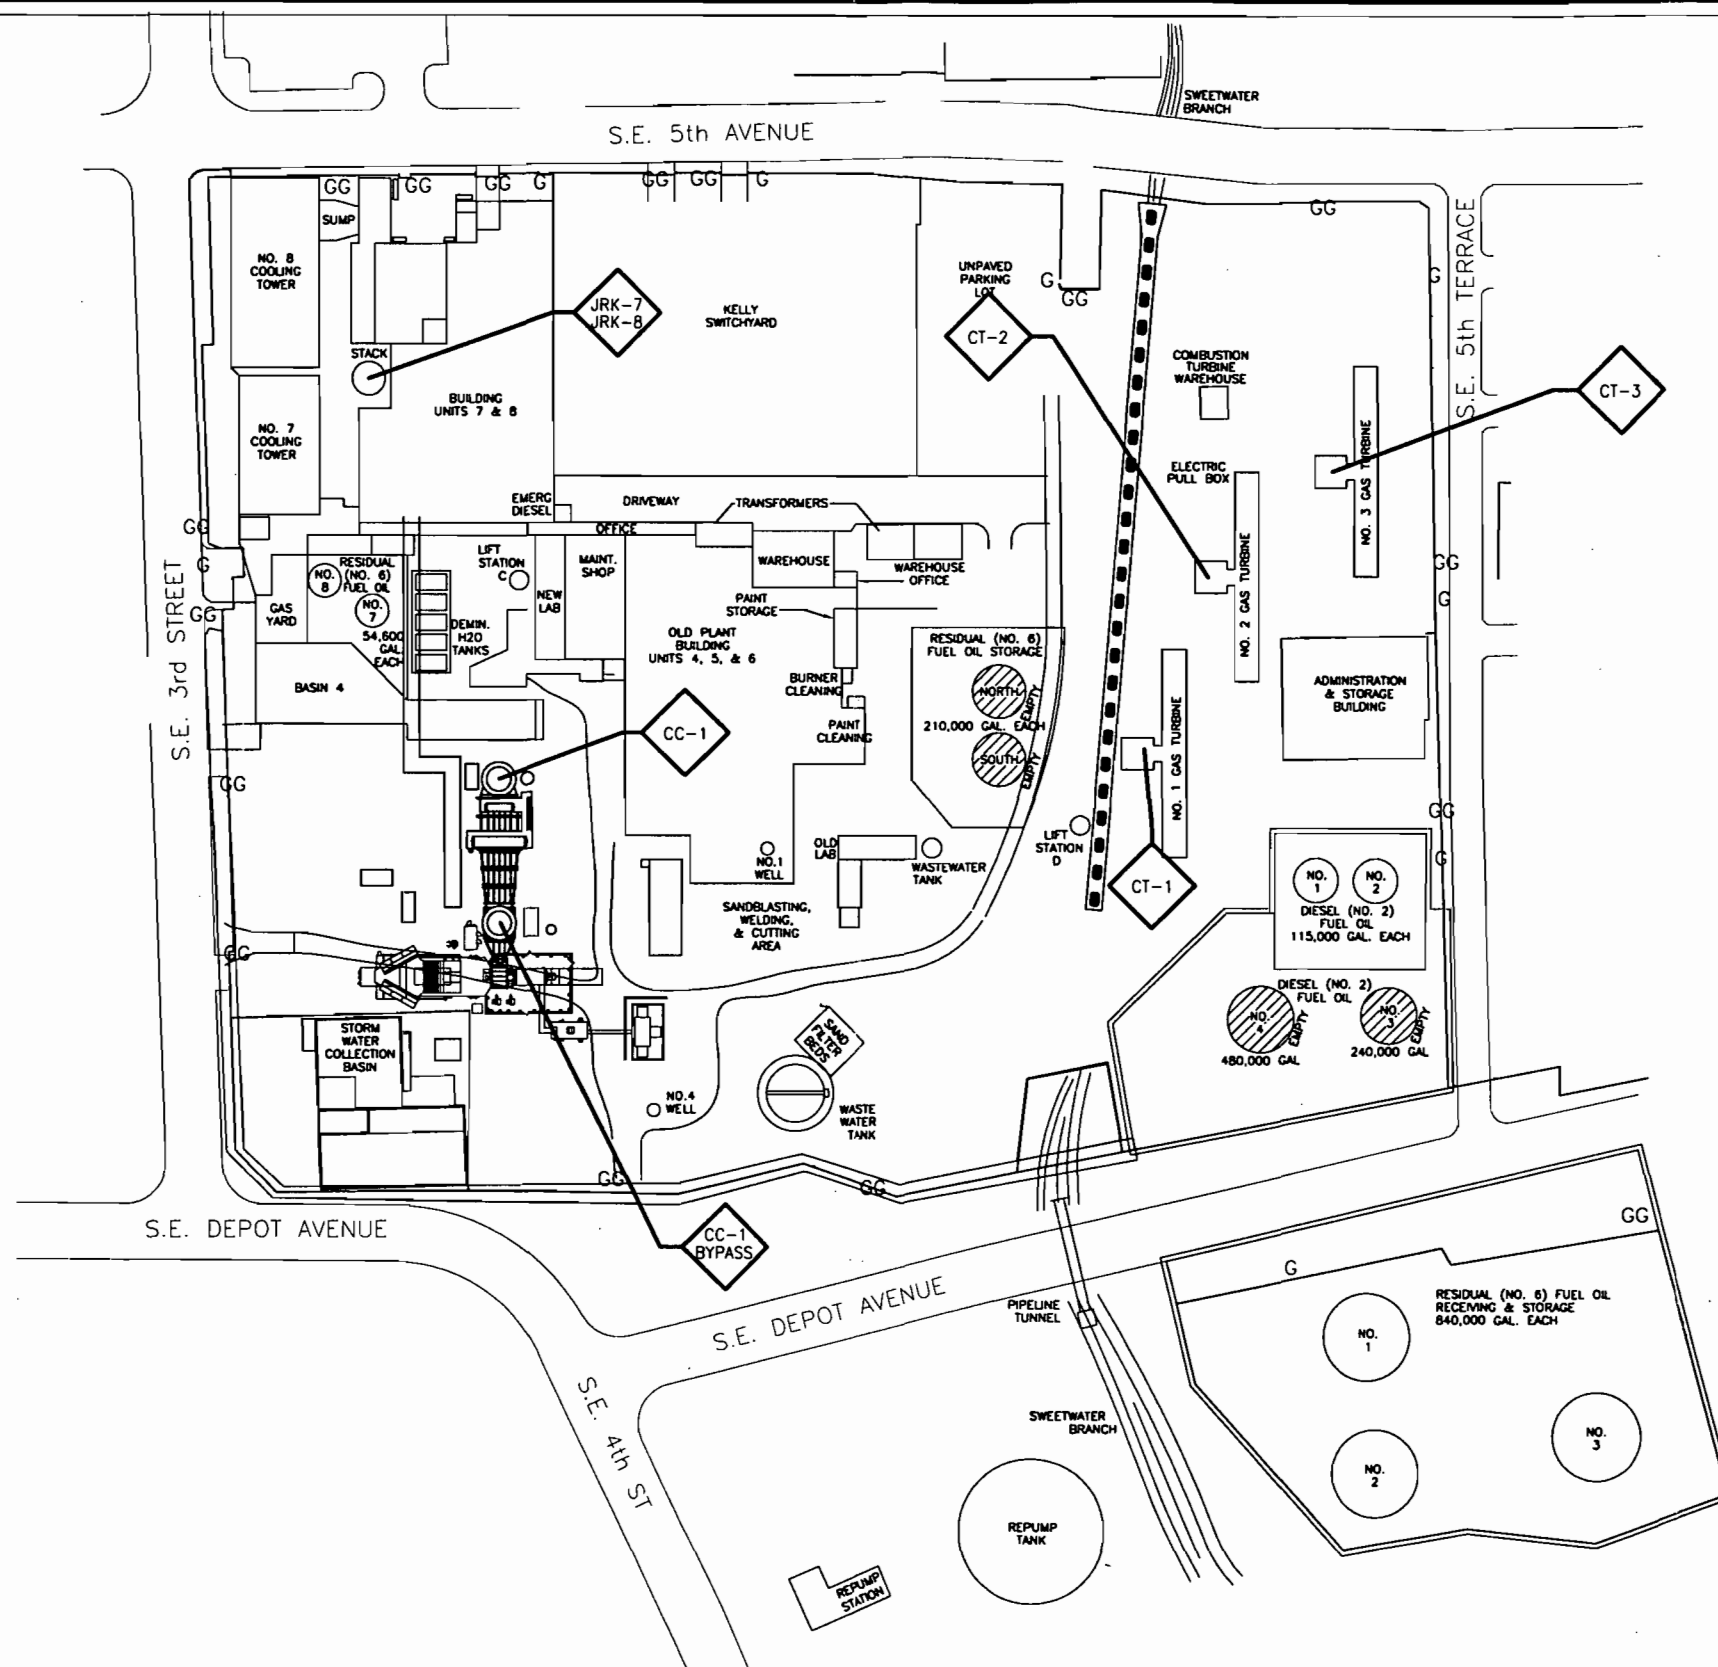 SWEETWATER
BRANCH
S.E. 5th AVENUE
GG
GG
GG
G
GG
GG
G
GG
SUMP
NO. 8
COOLING
TOWER
JRK-7
JRK-8
KELLY
SWITCHYARD
UNPAVED
PARKING
LOT
G
GG
G
S.E. 5th TERRACE
CT-2
STACK
COMBUSTION
TURBINE
WAREHOUSE
CT-3
BUILDING
UNITS 7 & 8
NO. 7
COOLING
TOWER
ELECTRIC
PULL BOX
NO. 3 GAS TURBINE
EMERG
DIESEL
DRIVEWAY
TRANSFORMERS
OFFICE
GG
G
GG
S.E. 3rd STREET
RESIDUAL
(NO. 6)
FUEL OIL
NO.
8
NO.
7
54,600
GAL.
EACH
GAS
YARD
LIFT
STATION
C
DEMIN.
H2O
TANKS
NEW
LAB
MAINT.
SHOP
WAREHOUSE
WAREHOUSE
OFFICE
PAINT
STORAGE
NO. 2 GAS TURBINE
GG
G
OLD PLANT
BUILDING
UNITS 4, 5, & 6
RESIDUAL (NO. 6)
FUEL OIL STORAGE
NORTH
EMPTY
210,000 GAL. EACH
SOUTH
EMPTY
BASIN 4
BURNER
CLEANING
PAINT
CLEANING
CC-1
NO. 1 GAS TURBINE
ADMINISTRATION
& STORAGE
BUILDING
GG
GG
G
LIFT
STATION
D
NO.1
WELL
OLD
LAB
WASTEWATER
TANK
CT-1
NO.
1
NO.
2
DIESEL (NO. 2)
FUEL OIL
115,000 GAL. EACH
SANDBLASTING,
WELDING,
& CUTTING
AREA
GG
DIESEL (NO. 2)
FUEL OIL
NO.
4
EMPTY
480,000 GAL
NO.
3
EMPTY
240,000 GAL
STORM
WATER
COLLECTION
BASIN
SAND
FILTER
BEDS
NO.4
WELL
WASTE
WATER
TANK
GG
GG
S.E. DEPOT AVENUE
CC-1
BYPASS
GG
G
S.E. DEPOT AVENUE
PIPELINE
TUNNEL
RESIDUAL (NO. 6) FUEL OIL
RECEIVING & STORAGE
840,000 GAL. EACH
NO.
1
S.E. 4th ST
SWEETWATER
BRANCH
NO.
3
NO.
2
REPUMP
TANK
REPUMP
STATION